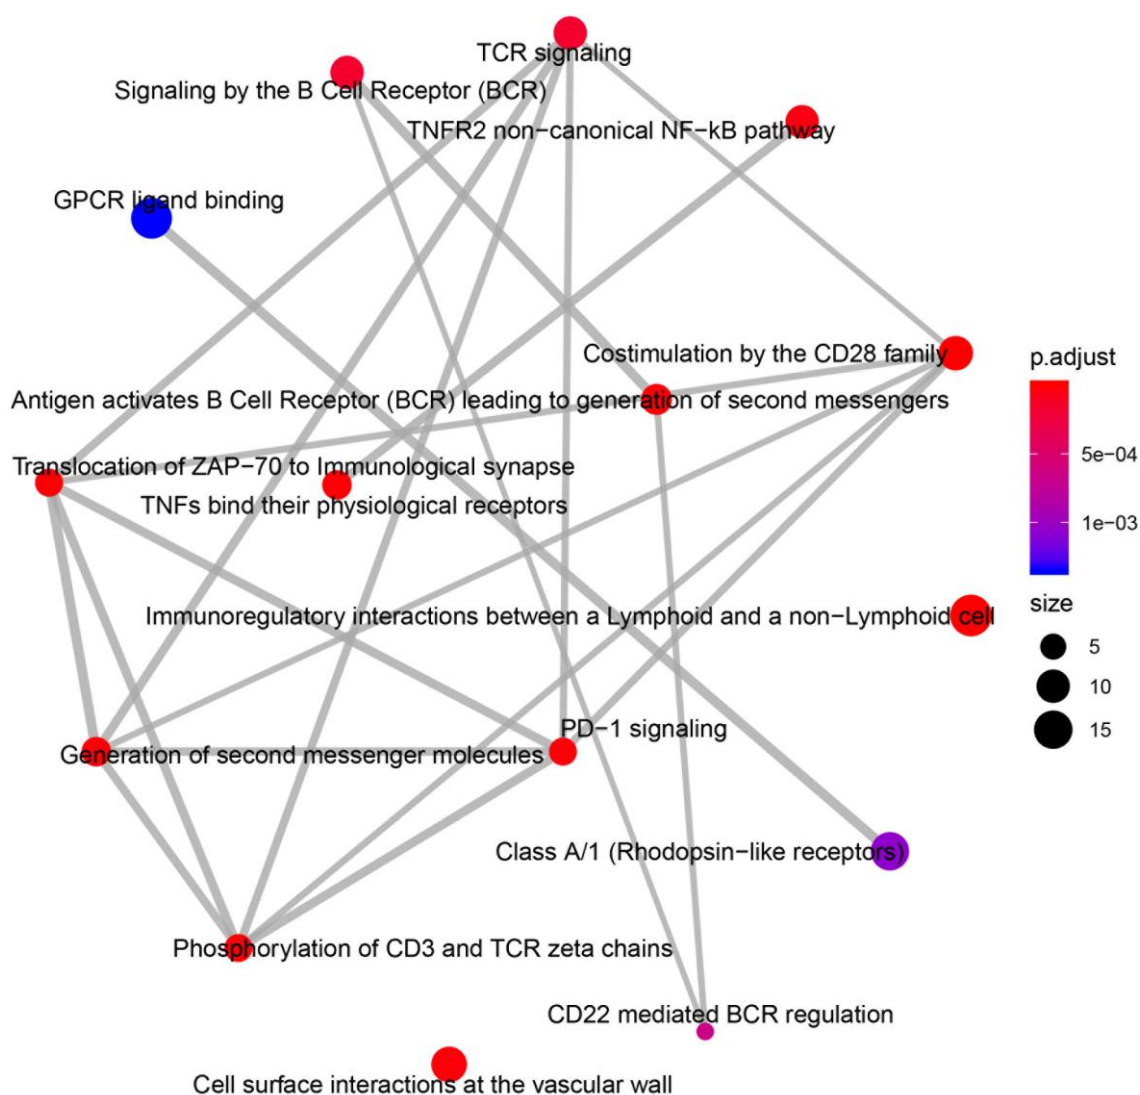 TCR signaling
Signaling by the B Cell Receptor (BCR)
TNFR2 non−canonical NF−kB pathway
GPCR ligand binding
Costimulation by the CD28 family
Antigen activates B Cell Receptor (BCR) leading to generation of second messengers
Translocation of ZAP−70 to Immunological synapse
TNFs bind their physiological receptors
Immunoregulatory interactions between a Lymphoid and a non−Lymphoid cell
PD−1 signaling
Generation of second messenger molecules
Class A/1 (Rhodopsin−like receptors)
Phosphorylation of CD3 and TCR zeta chains
CD22 mediated BCR regulation
Cell surface interactions at the vascular wall
p.adjust
5e−04
1e−03
size
5
10
15